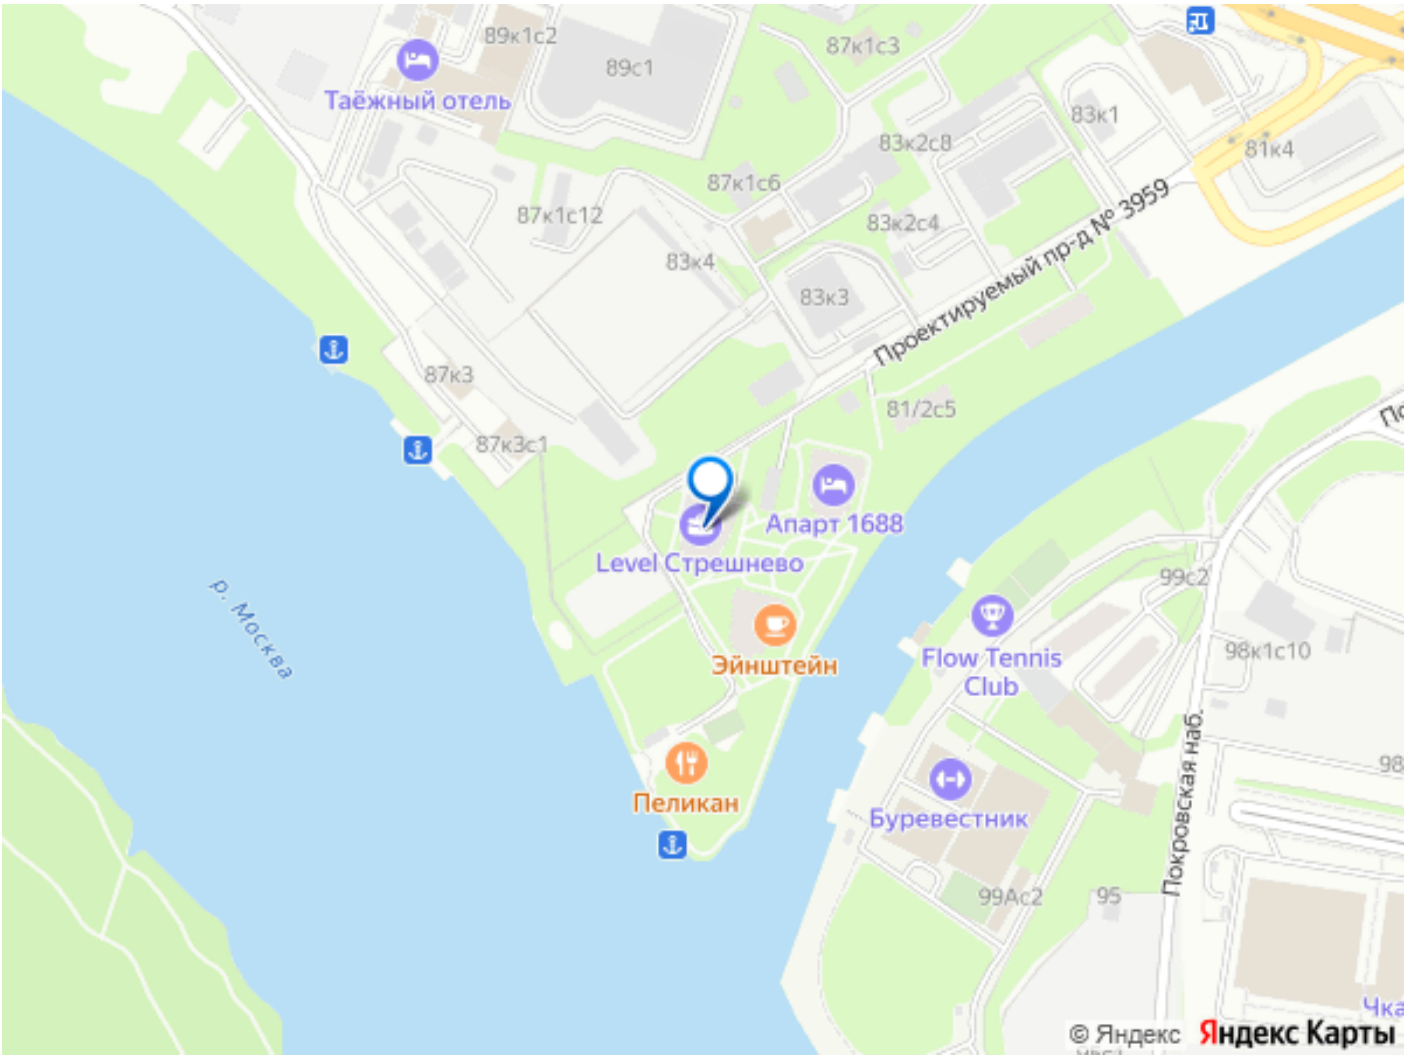 89к1с2
87к1с3
89с1
Таёжный отель
83к1
83к2с8
81к4
87к1с6
87к1с12
83к2с4
Проектируемый пр-д № 3959
83к4
83к3
87к3
81/2с5
87к3с1
Апарт 1688
Level Стрешнево
р. Москва
99с2
Эйнштейн
Flow Tennis
Club
98к1с10
Покровская наб.
98
Пеликан
Буревестник
99Ас2
95
Чка
© Яндекс Яндекс Карты